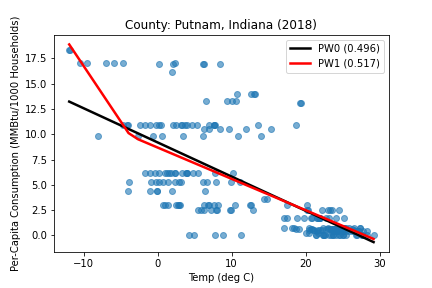 County: Putnam, Indiana (2018)
PW0 (0.496)
PW1 (0.517)
Per-Capita Consumption (MMBtu/1000 Households)
17.5
15.0
12.5
10.0
7.5
5.0
2.5
0.0
−10
0
10
20
30
Temp (deg C)